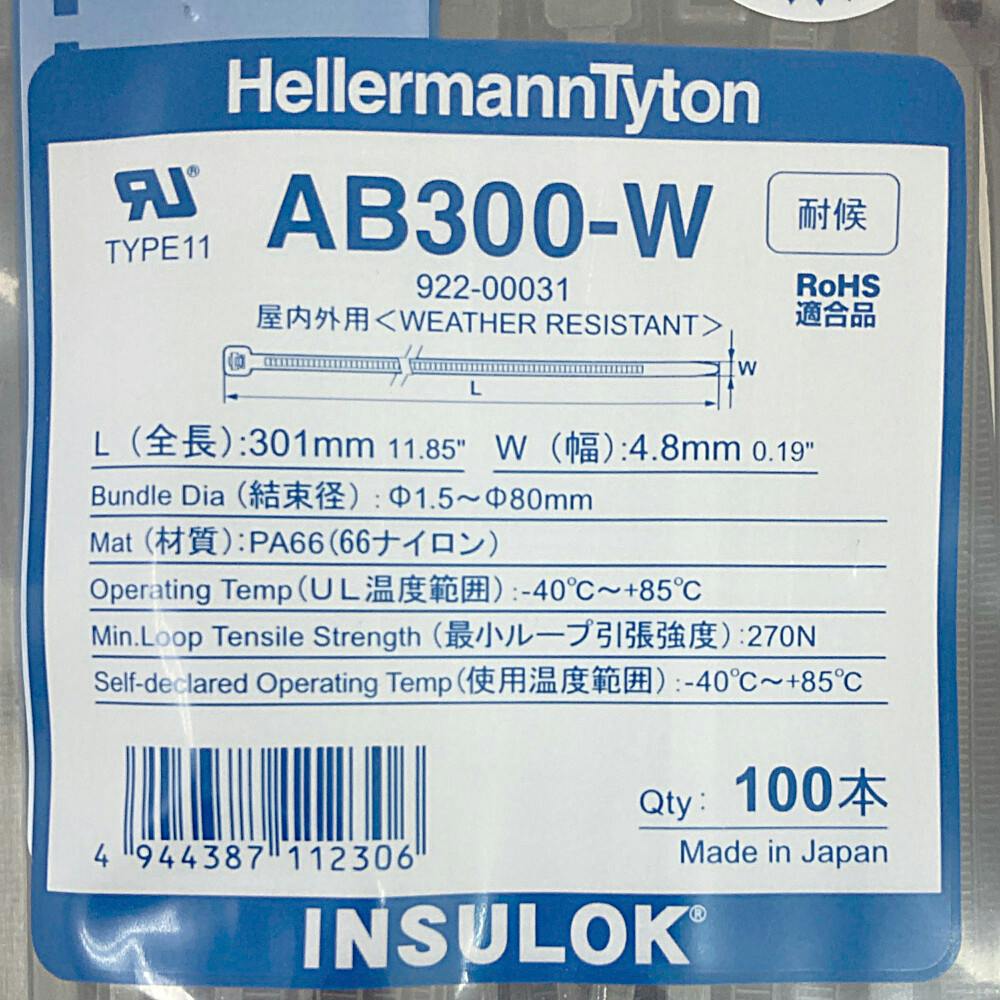 HellermannTyton
RU® AB300-W 耐候
TYPE11
922-00031 RoHS
屋内外用<WEATHER RESISTANT> 適合品
W
L
L (全長):301mm 11.85" W (幅):4.8mm 0.19"
Bundle Dia (結束径) : Φ1.5~Φ80mm
Mat (材質):PA66(66ナイロン)
Operating Temp(UL温度範囲):-40℃~+85℃
Min.Loop Tensile Strength (最小ループ引張強度):270N
Self-declared Operating Temp(使用温度範囲):-40℃~+85℃
Qty: 100本
4 944387 112306
Made in Japan
INSULOK®